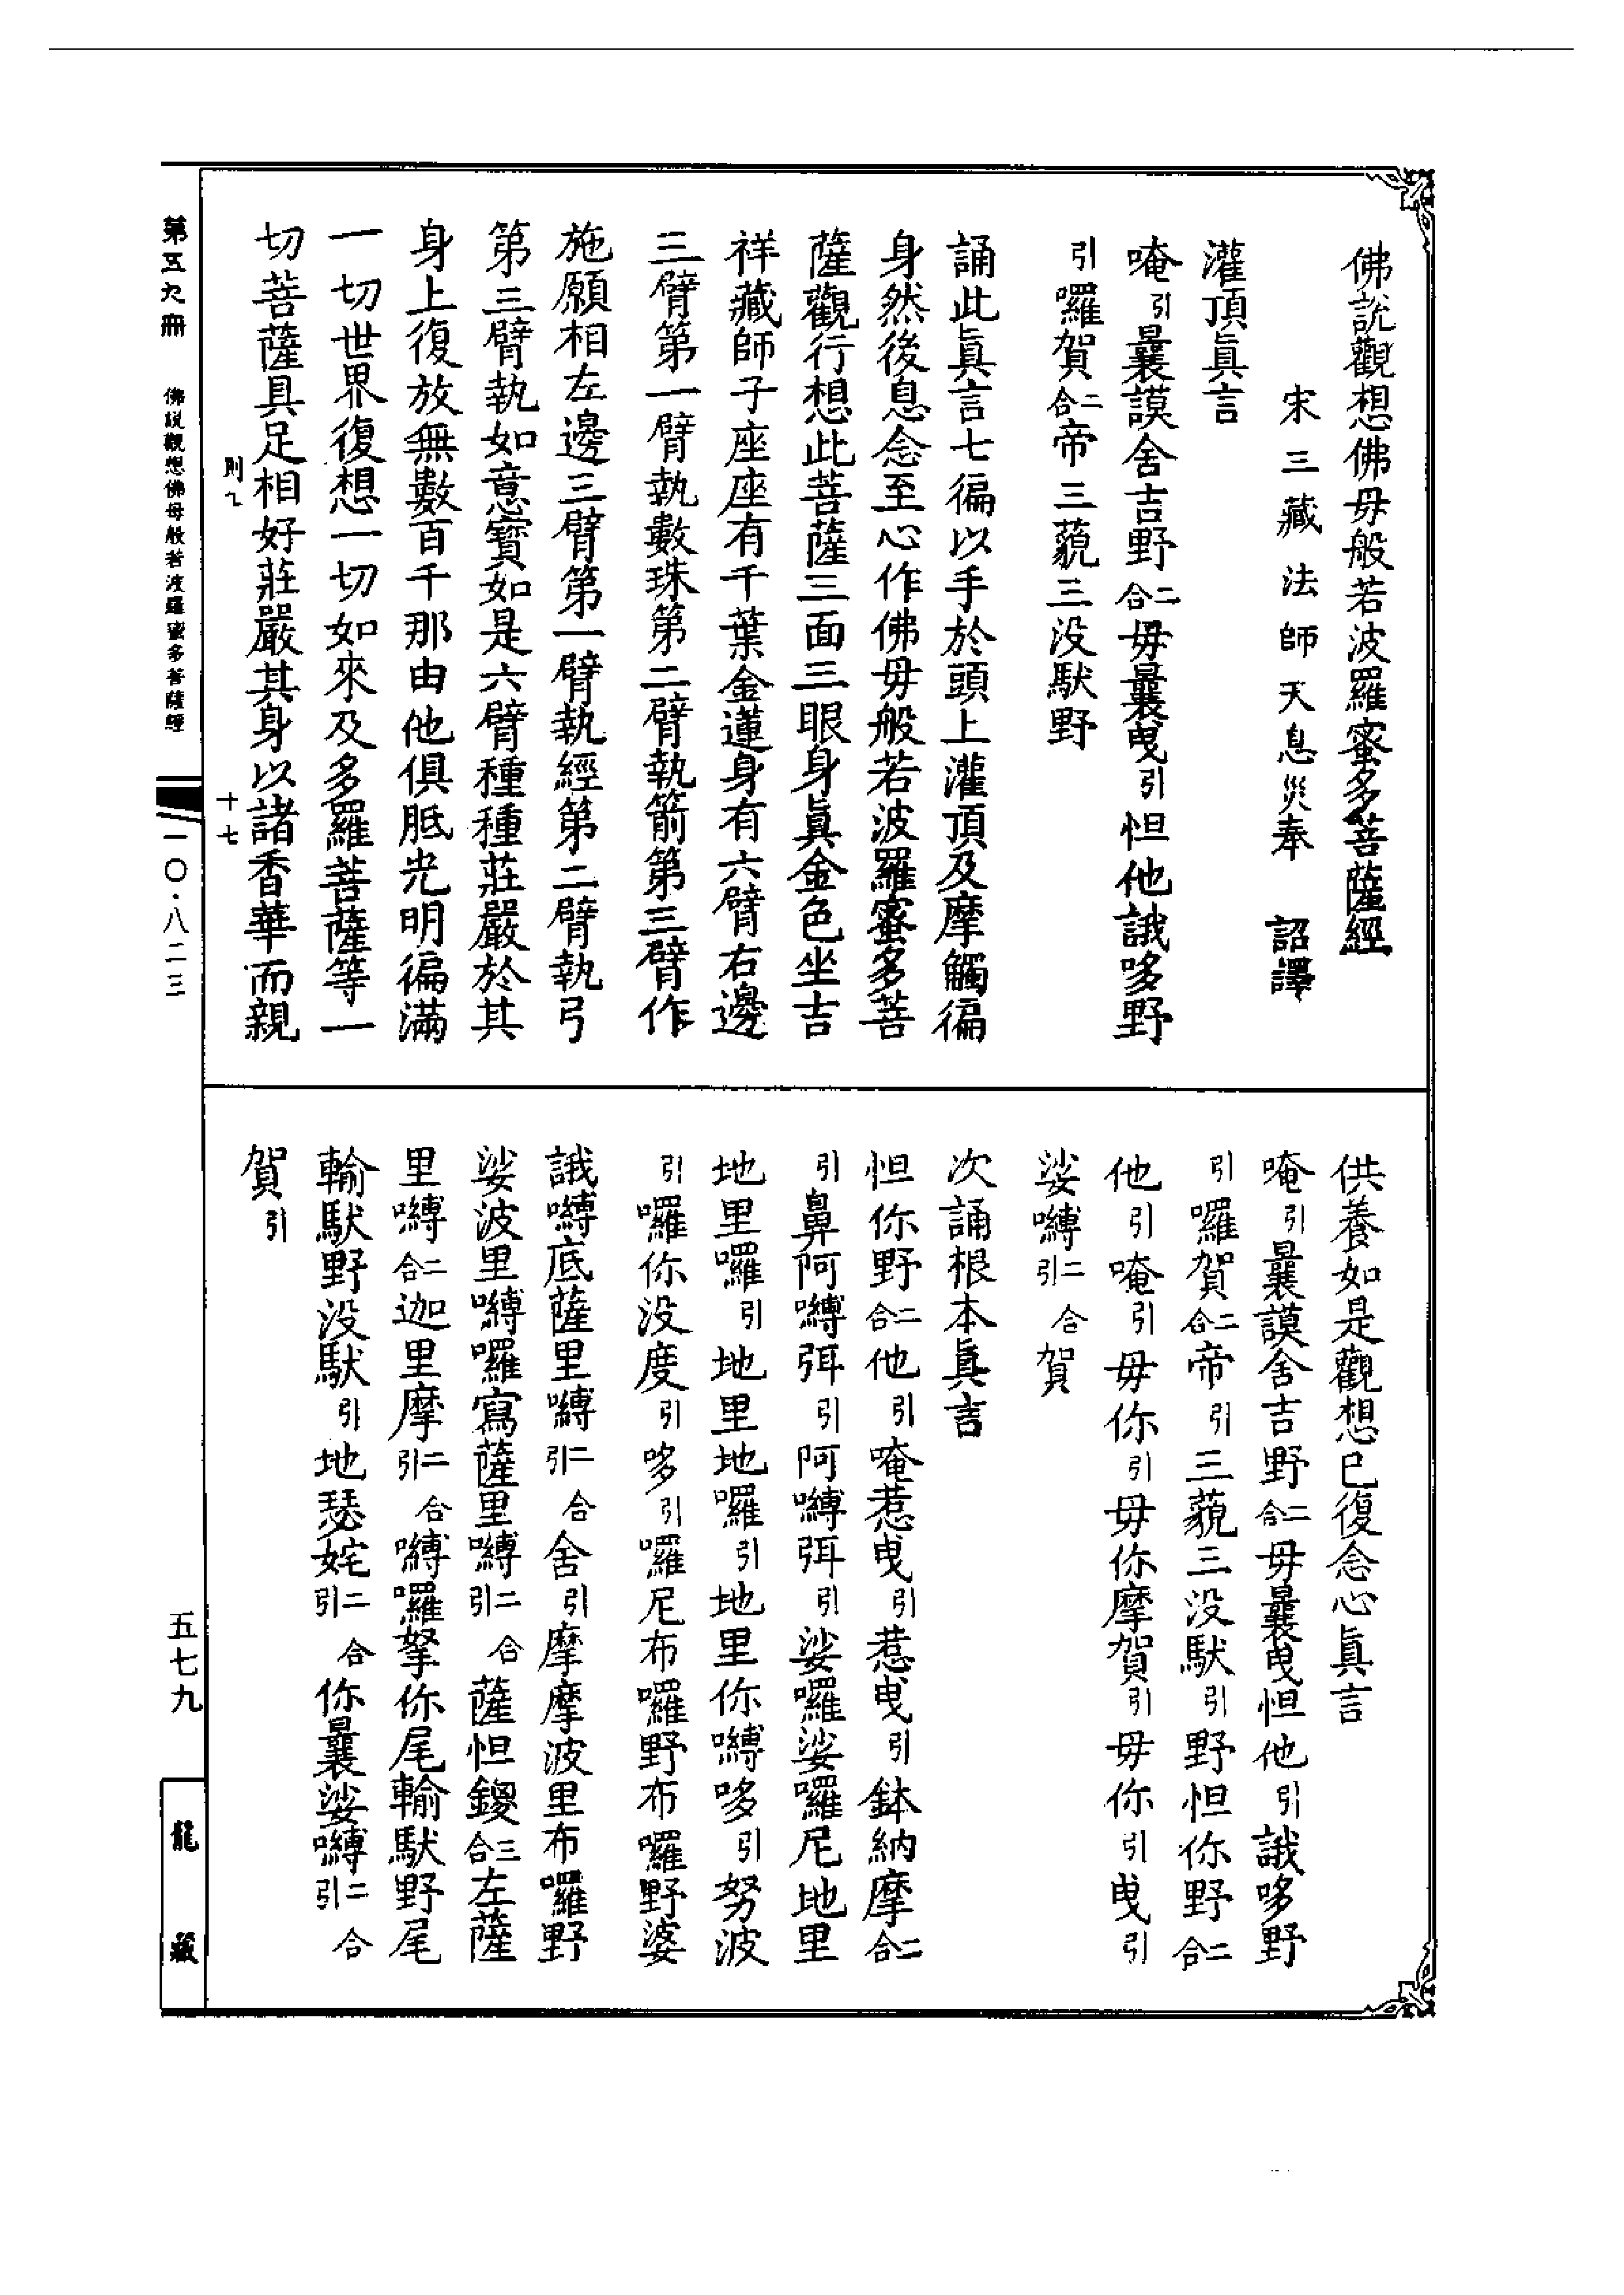 佛說觀想佛母般若波羅蜜多菩薩經
宋三藏法師天息災奉 詔譯
灌頂眞言
唵引曩謨舍吉野二合母曩曳引怛他誐哆野
引囉賀二合帝三藐三没馱野
誦此眞言七徧以手於頭上灌頂及摩觸徧
身然後息念至心作佛母般若波羅蜜多菩
薩觀行想此菩薩三面三眼身眞金色坐吉
祥藏師子座座有千葉金蓮身有六臂右邊
三臂第一臂執數珠第二臂執箭第三臂作
施願相左邊三臂第一臂執經第二臂執弓
第三臂執如意寶如是六臂種種莊嚴於其
身上復放無數百千那由他俱胝光明徧滿
一切世界復想一切如來及多羅菩薩等一
切菩薩具足相好莊嚴其身以諸香華而親
供養如是觀想已復念心眞言
唵引曩謨舍吉野二合母曩曳怛他引誐哆野
引囉賀二合帝引三藐三没馱引野怛你野二合
他引唵引母你引母你摩賀引母你引曳引
娑嚩二合引賀
次誦根本眞言
怛你野二合他引唵惹曳引惹曳引鉢納摩二合
引鼻阿嚩弭引阿嚩弭引娑囉娑囉尼地里
地里囉引地里地囉引地里你嚩哆引努波
引囉你没度引哆引囉尼布囉野布囉野婆
誐嚩底薩里嚩二合引舍引摩摩波里布囉野
娑波里嚩囉寫薩里嚩二合引薩怛鑁三合左薩
里嚩二合迦里摩二合引嚩囉拏你尾輸馱野尾
輸馱野没馱引地瑟姹二合引你曩娑嚩二合引
賀引
第五九冊 佛說觀想佛母般若波羅蜜多菩薩經
則九 十七
一〇·八二三
五七九
龍藏